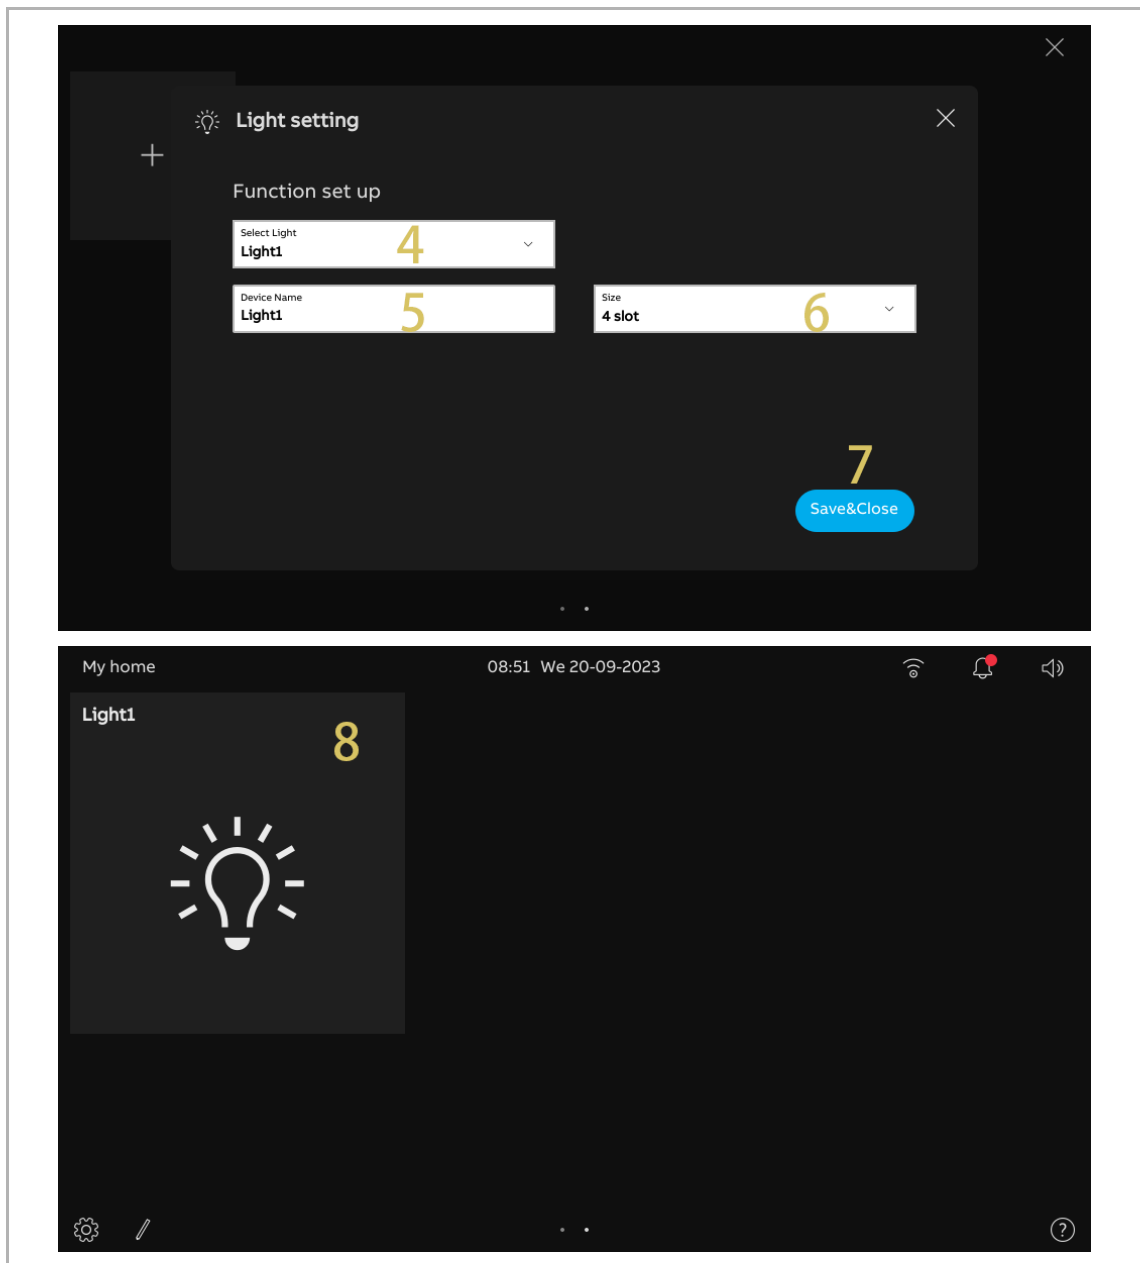 Light setting
Function set up
Select Light
Light1
4
Device Name
Light1
5
Size
4 slot
6
7
Save&Close
My home
08:51 We 20-09-2023
Light1
8
?